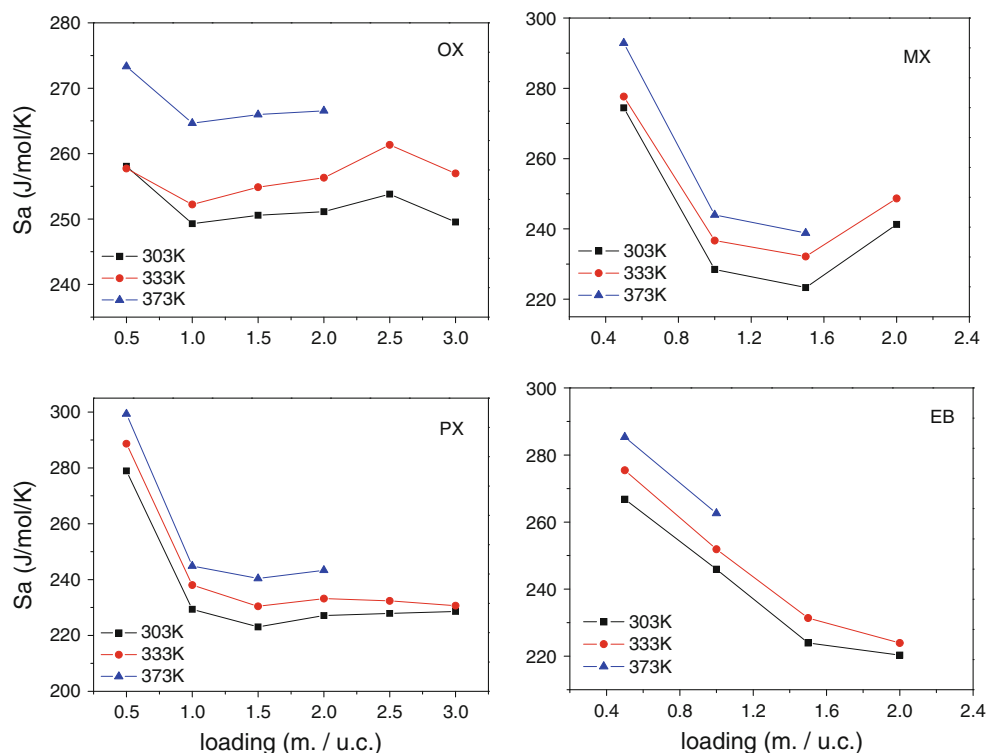 OX
Sa (J/mol/K)
280
270
260
250
240
303K
333K
373K
0.5 1.0 1.5 2.0 2.5 3.0
MX
300
280
260
240
220
303K
333K
373K
0.4 0.8 1.2 1.6 2.0 2.4
PX
Sa (J/mol/K)
300
280
260
240
220
200
303K
333K
373K
0.5 1.0 1.5 2.0 2.5 3.0
loading (m. / u.c.)
EB
300
280
260
240
220
303K
333K
373K
0.4 0.8 1.2 1.6 2.0 2.4
loading (m. / u.c.)